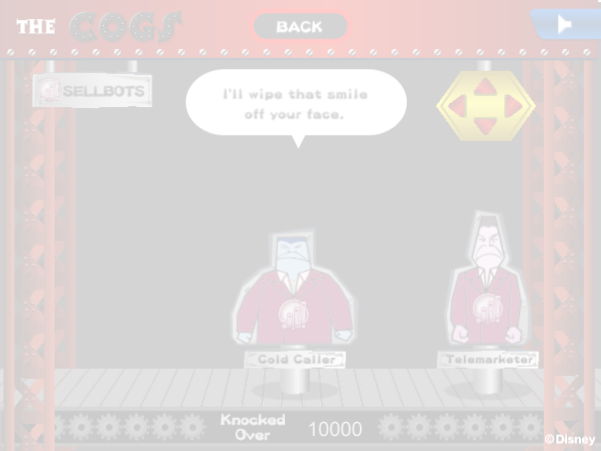 THE COGS
BACK
SELLBOTS
I'll wipe that smile
off your face.
Cold Caller
Telemarketer
Knocked
Over
10000
©Disney